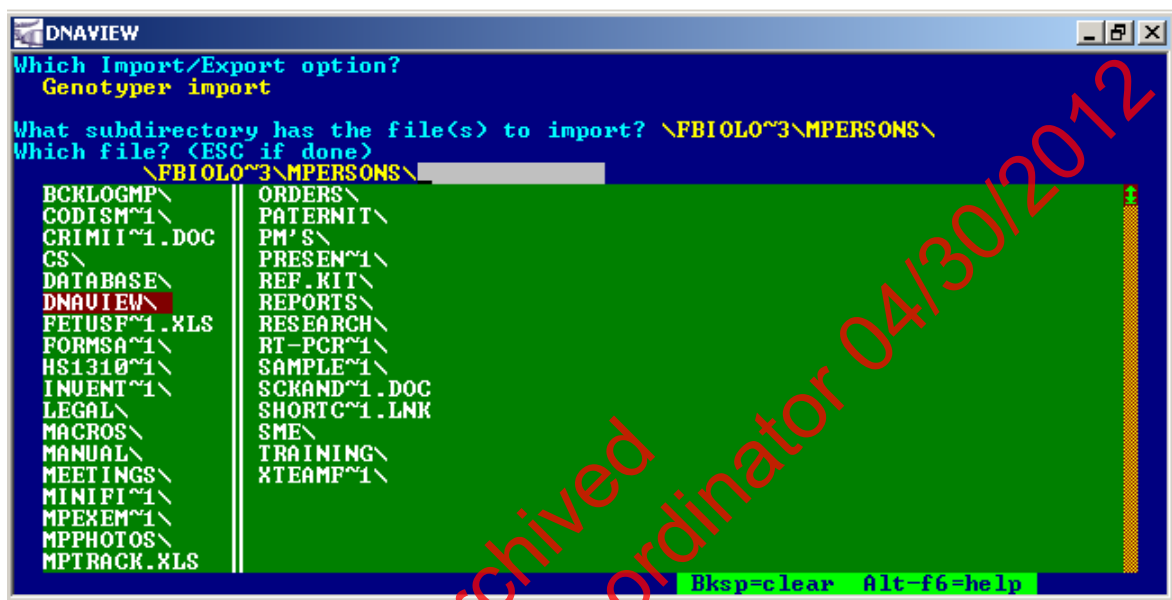 DNAVIEW
Which Import/Export option?
Genotyper import
What subdirectory has the file(s) to import? \FBIOLO~3\MPERSONS\
Which file? (ESC if done)
\FBIOLO~3\MPERSONS\_
BCKLOGMP\ ORDERS\
CODISM~1\ PATERNIT\
CRIMII~1.DOC PM'S\
CS\ PRESEN~1\
DATABASE\ REF.KIT\
DNAVIEW\ REPORTS\
FETUSF~1.XLS RESEARCH\
FORMSA~1\ RT-PCR~1\
HS1310~1\ SAMPLE~1\
INVENT~1\ SCKAND~1.DOC
LEGAL\ SHORTC~1.LNK
MACROS\ SME\
MANUAL\ TRAINING\
MEETINGS\ XTEAMF~1\
MINIFI~1\
MPEXEM~1\
MPPHOTOS\
MPTRACK.XLS
Bksp=clear Alt-f6=help
chived
ordinator 04/30/2012